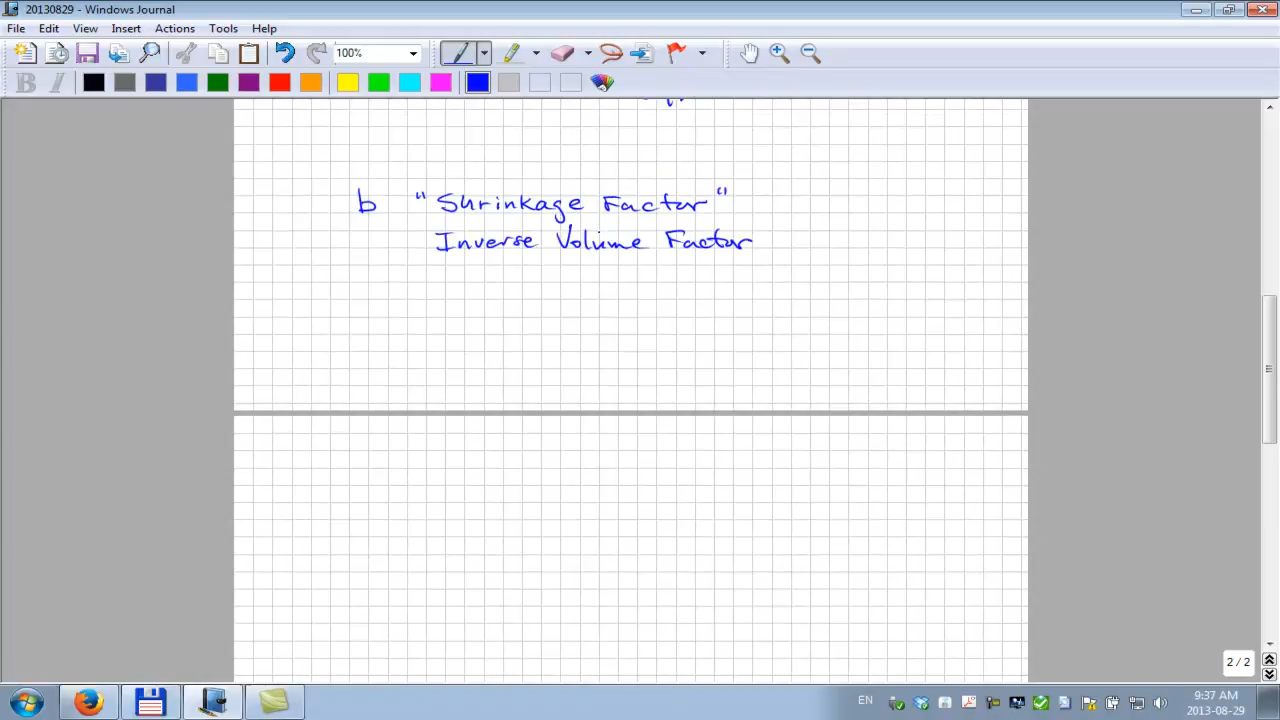 20130829 - Windows Journal
File Edit View Insert Actions Tools Help
100%
B I
b "Shrinkage Factor"
Inverse Volume Factor
2 / 2
EN
9:37 AM
2013-08-29